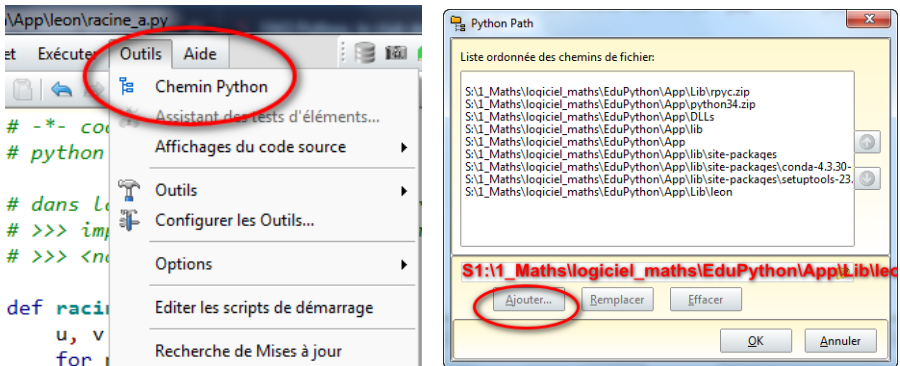 \App\leon\racine_a.py
et Exécuter Outils Aide
Chemin Python
Assistant des tests d'éléments...
Affichages du code source
Outils
Configurer les Outils...
Options
Editer les scripts de démarrage
Recherche de Mises à jour
# -*- coo
# python
# dans la
# >>> imp
# >>> <no
def racin
u, v
for
Python Path
Liste ordonnée des chemins de fichier:
S:\1_Maths\logiciel_maths\EduPython\App\Lib\rpyc.zip
S:\1_Maths\logiciel_maths\EduPython\App\python34.zip
S:\1_Maths\logiciel_maths\EduPython\App\DLLs
S:\1_Maths\logiciel_maths\EduPython\App\lib
S:\1_Maths\logiciel_maths\EduPython\App
S:\1_Maths\logiciel_maths\EduPython\App\lib\site-packages
S:\1_Maths\logiciel_maths\EduPython\App\lib\site-packages\conda-4.3.30-
S:\1_Maths\logiciel_maths\EduPython\App\lib\site-packages\setuptools-23.
S:\1_Maths\logiciel_maths\EduPython\App\Lib\leon
S1:\1_Maths\logiciel_maths\EduPython\App\Lib\leo
Ajouter... Remplacer Effacer
OK Annuler